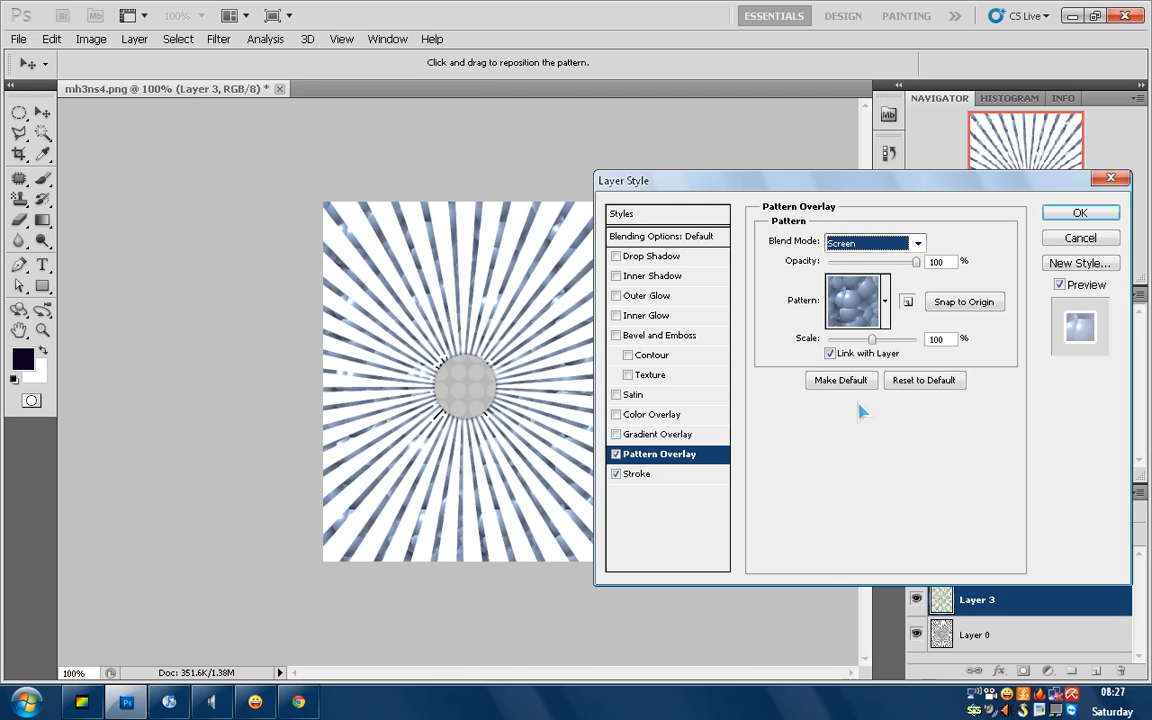 Ps
Br
Mb
100%
ESSENTIALS
DESIGN
PAINTING
CS Live
File
Edit
Image
Layer
Select
Filter
Analysis
3D
View
Window
Help
Click and drag to reposition the pattern.
mh3ns4.png @ 100% (Layer 3, RGB/8) *
NAVIGATOR
HISTOGRAM
INFO
Mb
Layer Style
Styles
Blending Options: Default
Drop Shadow
Inner Shadow
Outer Glow
Inner Glow
Bevel and Emboss
Contour
Texture
Satin
Color Overlay
Gradient Overlay
Pattern Overlay
Stroke
Pattern Overlay
Pattern
Blend Mode:
Screen
Opacity:
100
%
Pattern:
Snap to Origin
Scale:
100
%
Link with Layer
Make Default
Reset to Default
OK
Cancel
New Style...
Preview
T
Layer 3
Layer 0
fx
100%
Doc: 351.6K/1.38M
Ps
08:27
Saturday